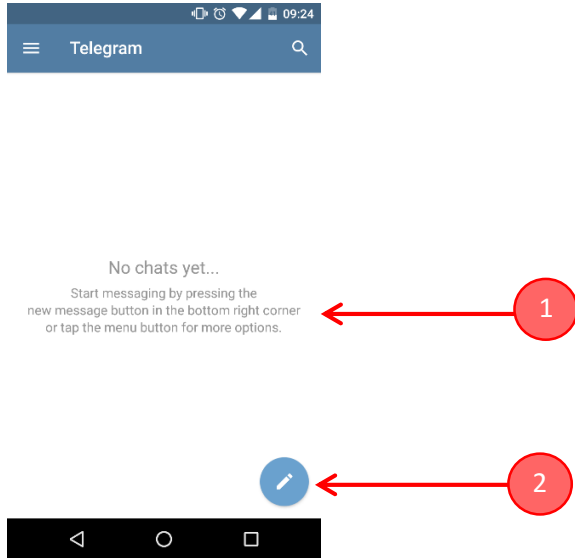 09:24
Telegram
No chats yet...
Start messaging by pressing the
new message button in the bottom right corner
or tap the menu button for more options.
1
2